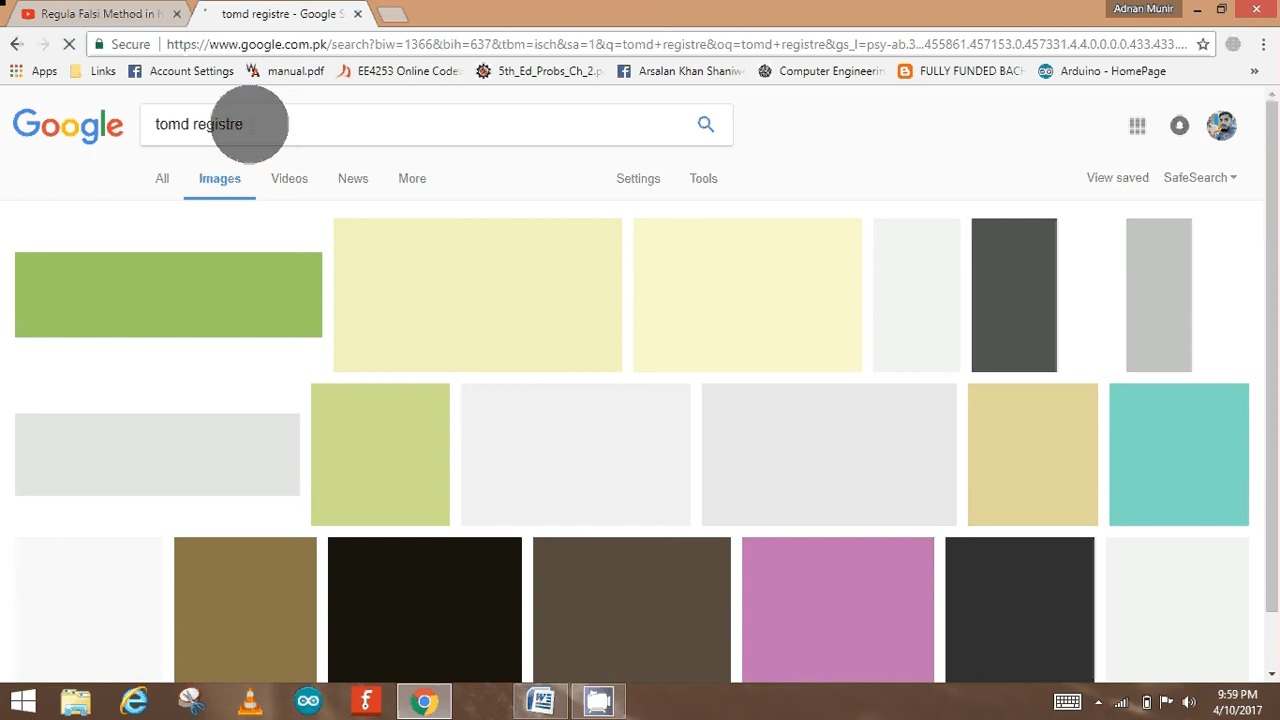 Regula Falsi Method in h
tomd registre - Google S
Adnan Munir
Secure
https://www.google.com.pk/search?biw=1366&bih=637&tbm=isch&sa=1&q=tomd+registre&oq=tomd+registre&gs_l=psy-ab.3...455861.457153.0.457331.4.4.0.0.0.0.433.433....
Apps
Links
Account Settings
manual.pdf
EE4253 Online Code
5th_Ed_Probs_Ch_2.p
Arsalan Khan Shaniw
Computer Engineerin
FULLY FUNDED BACH
Arduino - HomePage
»
Google
tomd registre
All
Images
Videos
News
More
Settings
Tools
View saved
SafeSearch
9:59 PM
4/10/2017